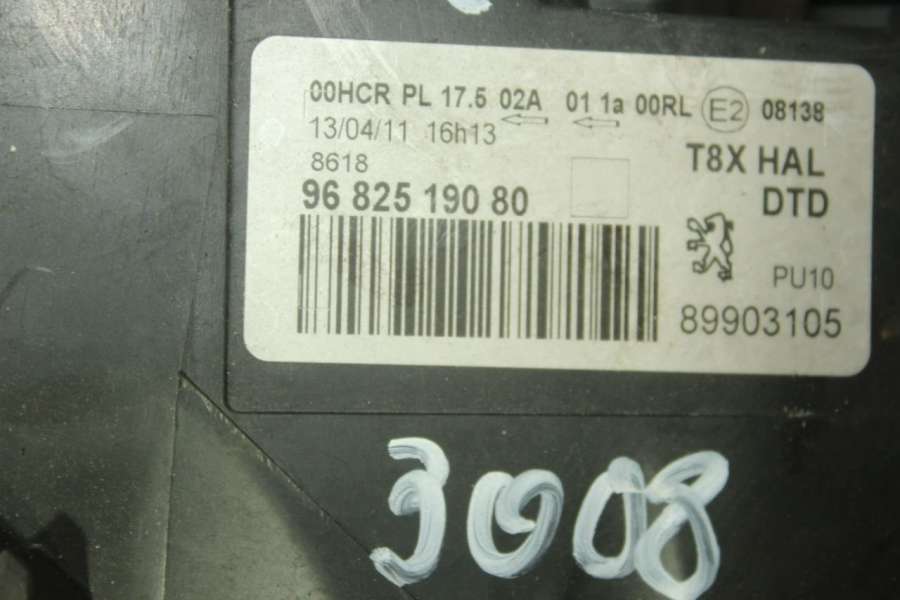 00HCR PL 17.5 02A 01 1a 00RL E2 08138
13/04/11 16h13
8618
T8X HAL
96 825 190 80
DTD
PU10
89903105
3008